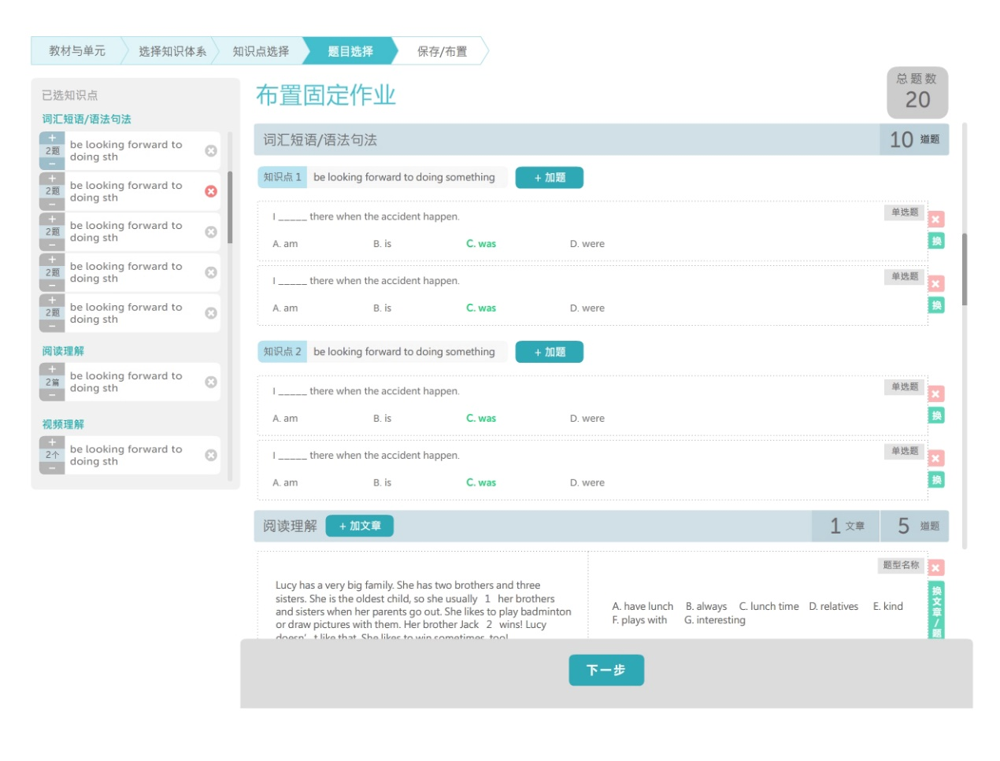 教材与单元
选择知识体系
知识点选择
题目选择
保存/布置
总题数
20
已选知识点
词汇短语/语法句法
+
2题
−
be looking forward to
doing sth
+
2题
−
be looking forward to
doing sth
+
2题
−
be looking forward to
doing sth
+
2题
−
be looking forward to
doing sth
+
2题
−
be looking forward to
doing sth
阅读理解
+
2篇
−
be looking forward to
doing sth
视频理解
+
2个
−
be looking forward to
doing sth
布置固定作业
词汇短语/语法句法 10 道题
知识点 1 be looking forward to doing something + 加题
I _____ there when the accident happen. 单选题
A. am B. is C. was D. were 换
I _____ there when the accident happen. 单选题
A. am B. is C. was D. were 换
知识点 2 be looking forward to doing something + 加题
I _____ there when the accident happen. 单选题
A. am B. is C. was D. were 换
I _____ there when the accident happen. 单选题
A. am B. is C. was D. were 换
阅读理解 + 加文章 1 文章 5 道题
题型名称
Lucy has a very big family. She has two brothers and three
sisters. She is the oldest child, so she usually 1 her brothers
and sisters when her parents go out. She likes to play badminton
or draw pictures with them. Her brother Jack 2 wins! Lucy
doesn't like that. She likes to win sometimes, too!
A. have lunch B. always C. lunch time D. relatives E. kind
F. plays with G. interesting
换文章/题
下一步